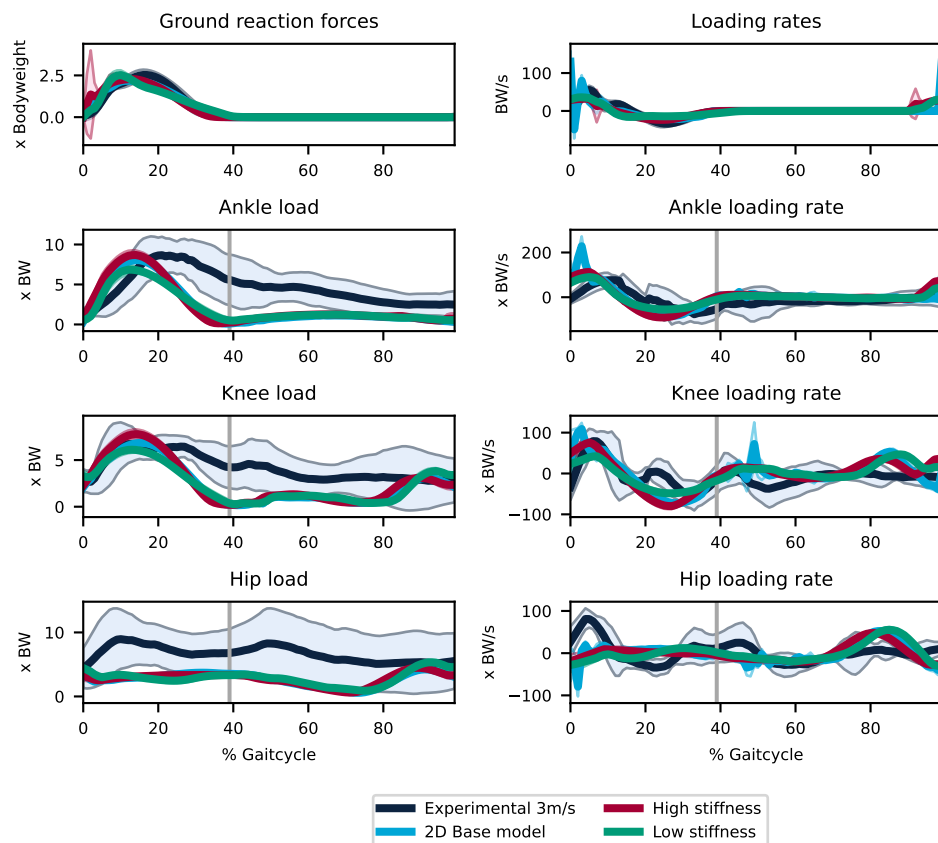 Ground reaction forces
x Bodyweight
2.5
0.0
0 20 40 60 80
Loading rates
BW/s
100
0
0 20 40 60 80
Ankle load
x BW
10
5
0
0 20 40 60 80
Ankle loading rate
BW/s
200
0
0 20 40 60 80
Knee load
x BW
5
0
0 20 40 60 80
Knee loading rate
x BW/s
100
0
−100
0 20 40 60 80
Hip load
x BW
10
0
0 20 40 60 80
% Gaitcycle
Hip loading rate
x BW/s
100
0
−100
0 20 40 60 80
% Gaitcycle
Experimental 3m/s
2D Base model
High stiffness
Low stiffness